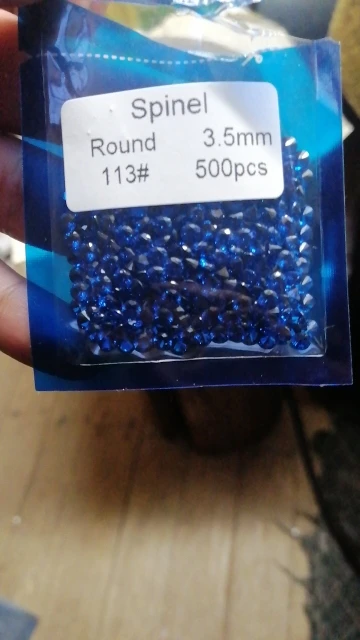 Spinel
Round 3.5mm
113# 500pcs